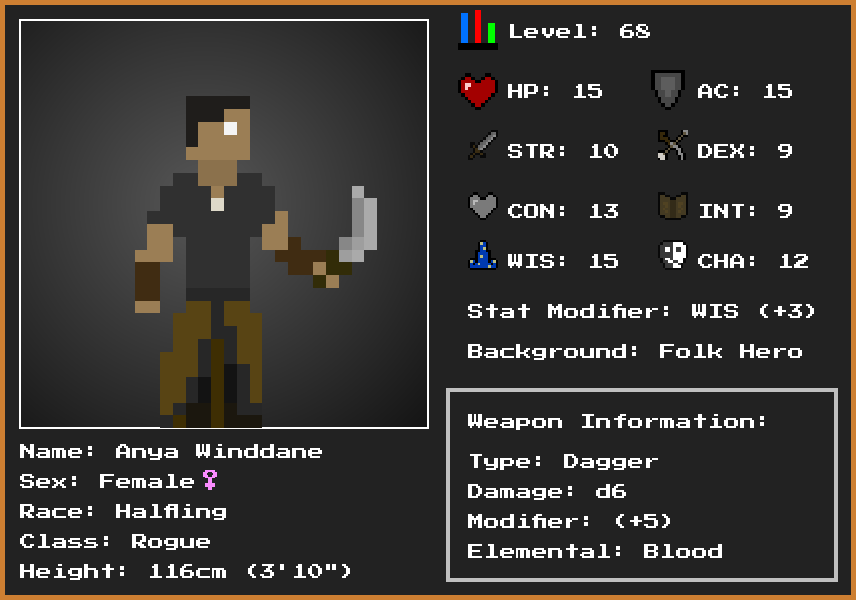 Level: 68
HP: 15 AC: 15
STR: 10 DEX: 9
CON: 13 INT: 9
WIS: 15 CHA: 12
Stat Modifier: WIS (+3)
Background: Folk Hero
Weapon Information:
Type: Dagger
Damage: d6
Modifier: (+5)
Elemental: Blood
Name: Anya Winddane
Sex: Female♀
Race: Halfling
Class: Rogue
Height: 116cm (3'10")